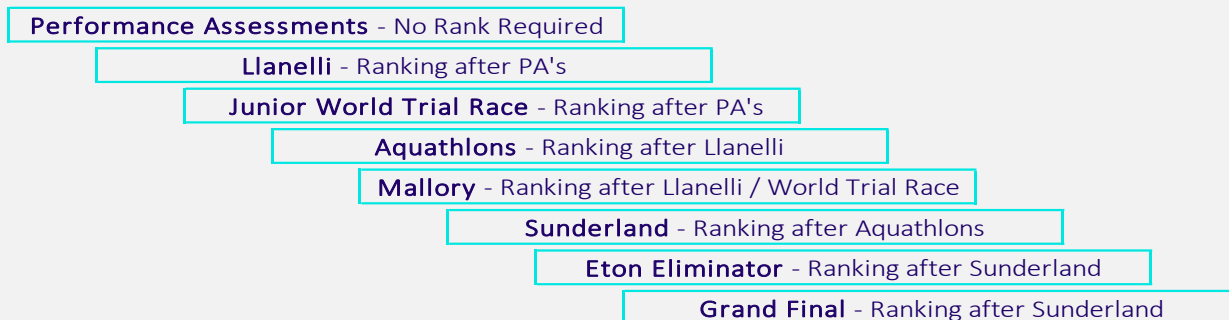 Performance Assessments - No Rank Required
Llanelli - Ranking after PA's
Junior World Trial Race - Ranking after PA's
Aquathlons - Ranking after Llanelli
Mallory - Ranking after Llanelli / World Trial Race
Sunderland - Ranking after Aquathlons
Eton Eliminator - Ranking after Sunderland
Grand Final - Ranking after Sunderland